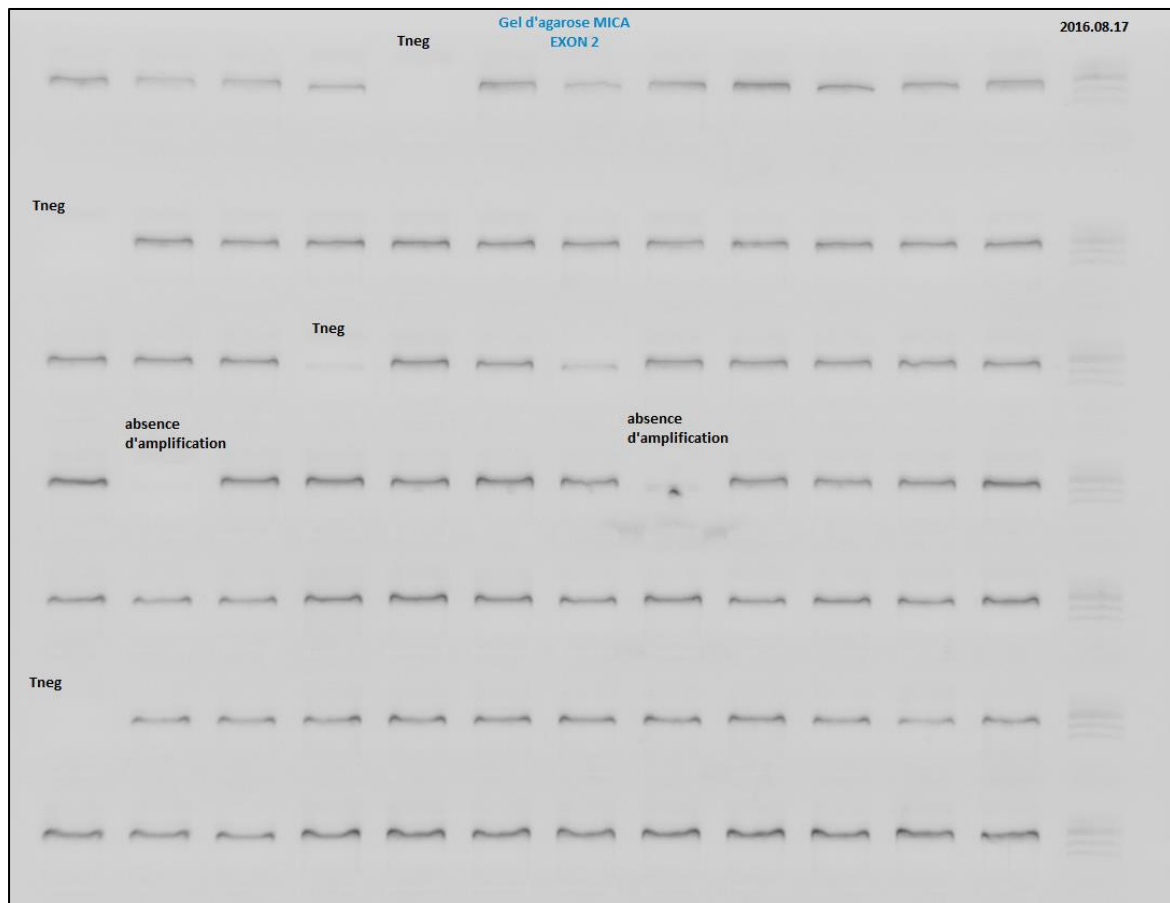 Gel d'agarose MICA
EXON 2
2016.08.17
Tneg
Tneg
Tneg
absence
d'amplification
absence
d'amplification
Tneg